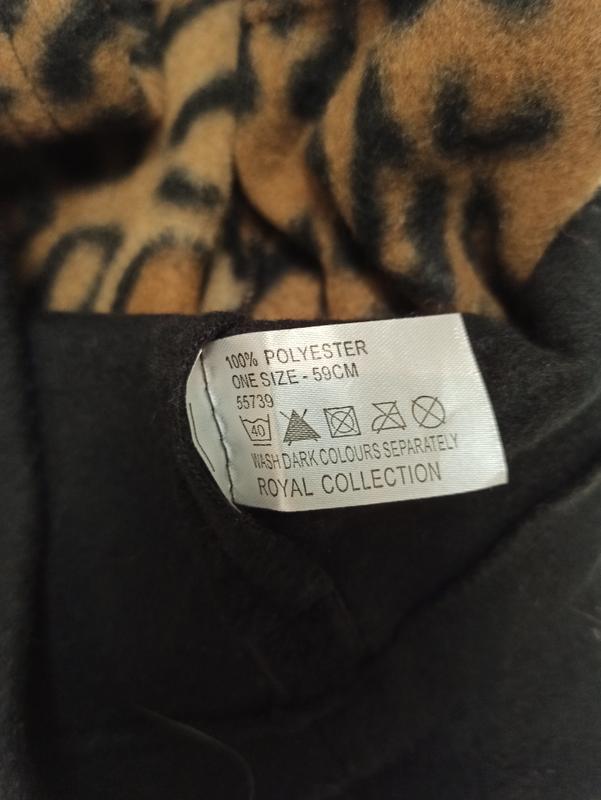 100% POLYESTER
ONE SIZE - 59CM
55739
40
WASH DARK COLOURS SEPARATELY
ROYAL COLLECTION